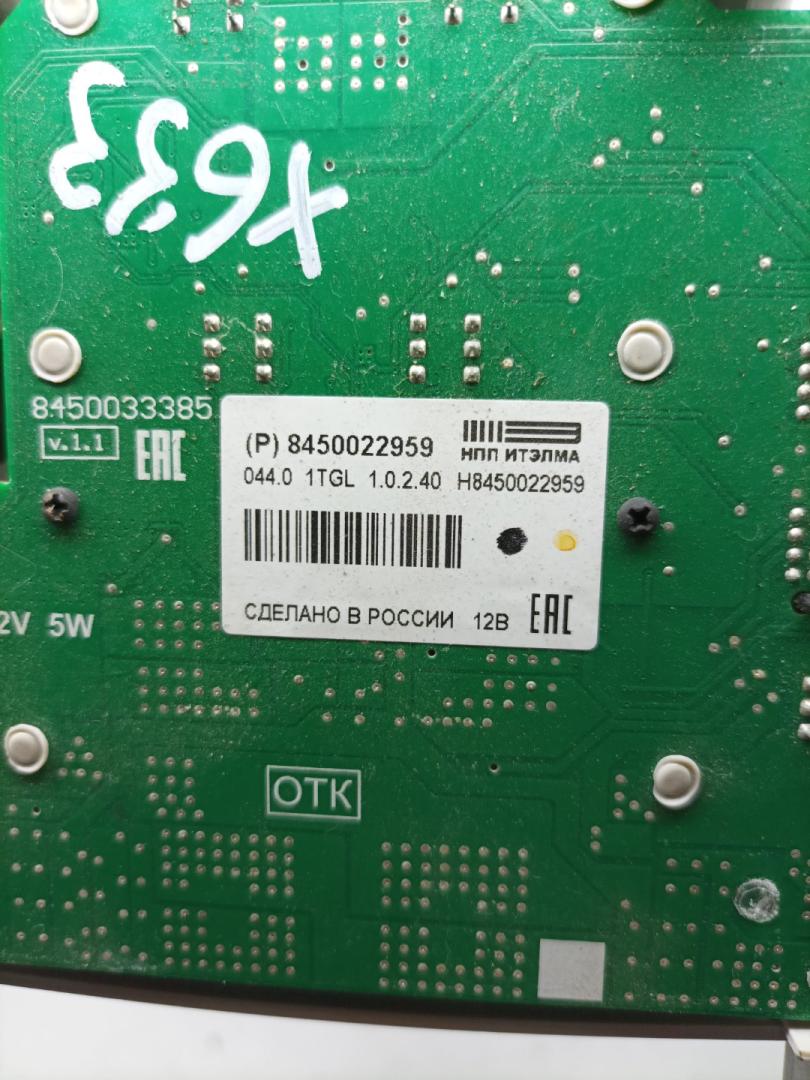 хбзз
8450033385
v.1.1 EAC
(P) 8450022959
НПП ИТЭЛМА
044.0 1TGL 1.0.2.40 H8450022959
СДЕЛАНО В РОССИИ 12В EAC
2V 5W
ОТК